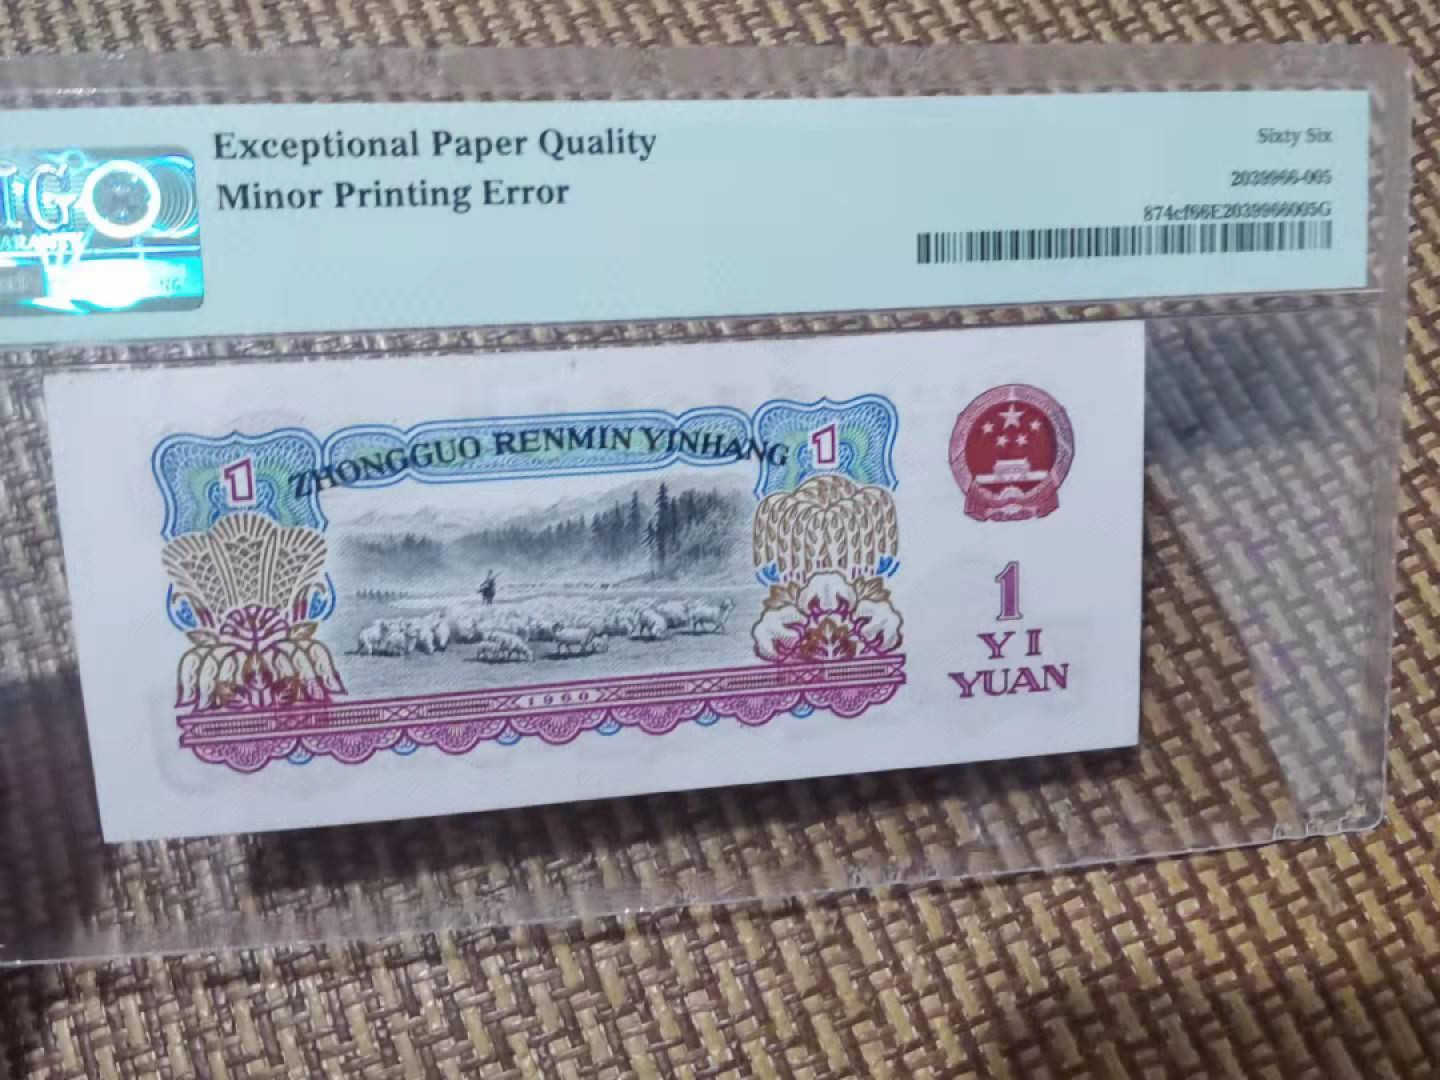 Exceptional Paper Quality
Minor Printing Error
Sixty Six
2039966-005
874cf66E2039966005G
ZHONGGUO RENMIN YINHANG
1
1
1
YI
YUAN
1960